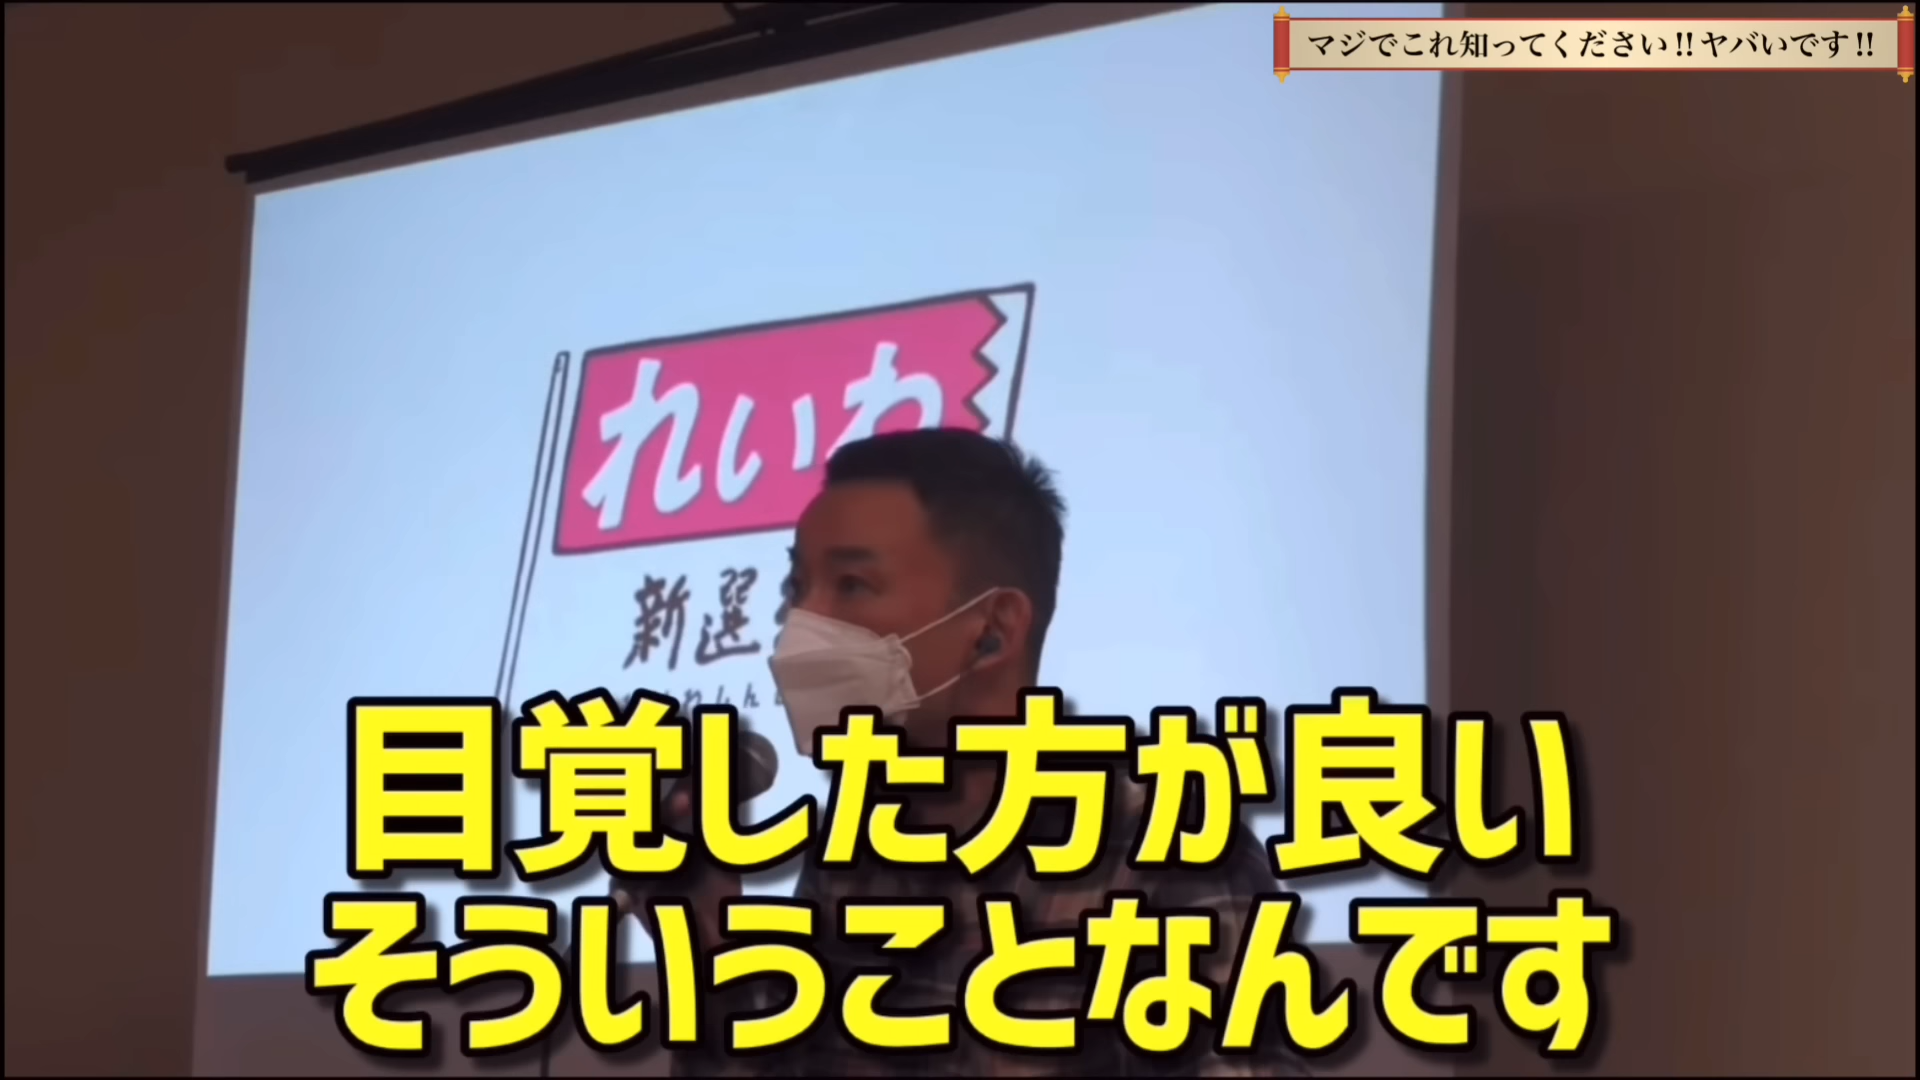 マジでこれ知ってください!!ヤバいです!!
れいわ
新選
目覚した方が良い
そういうことなんです